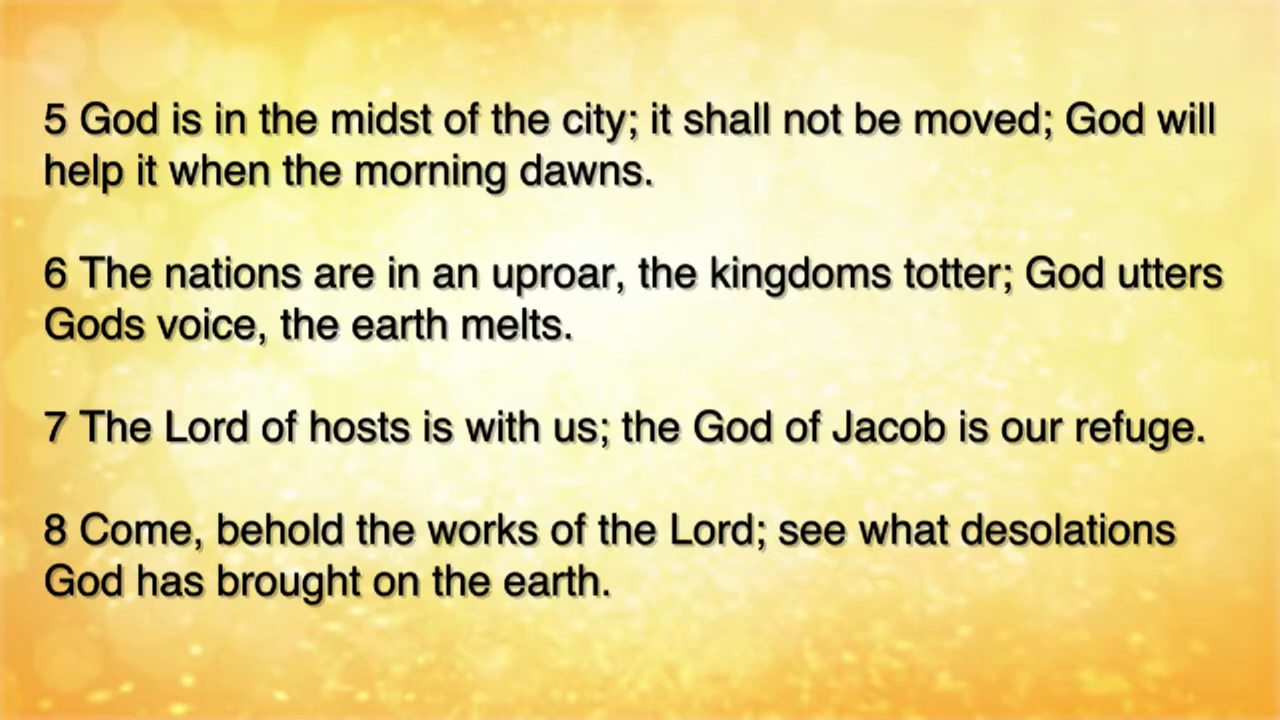 5 God is in the midst of the city; it shall not be moved; God will
help it when the morning dawns.
6 The nations are in an uproar, the kingdoms totter; God utters
Gods voice, the earth melts.
7 The Lord of hosts is with us; the God of Jacob is our refuge.
8 Come, behold the works of the Lord; see what desolations
God has brought on the earth.